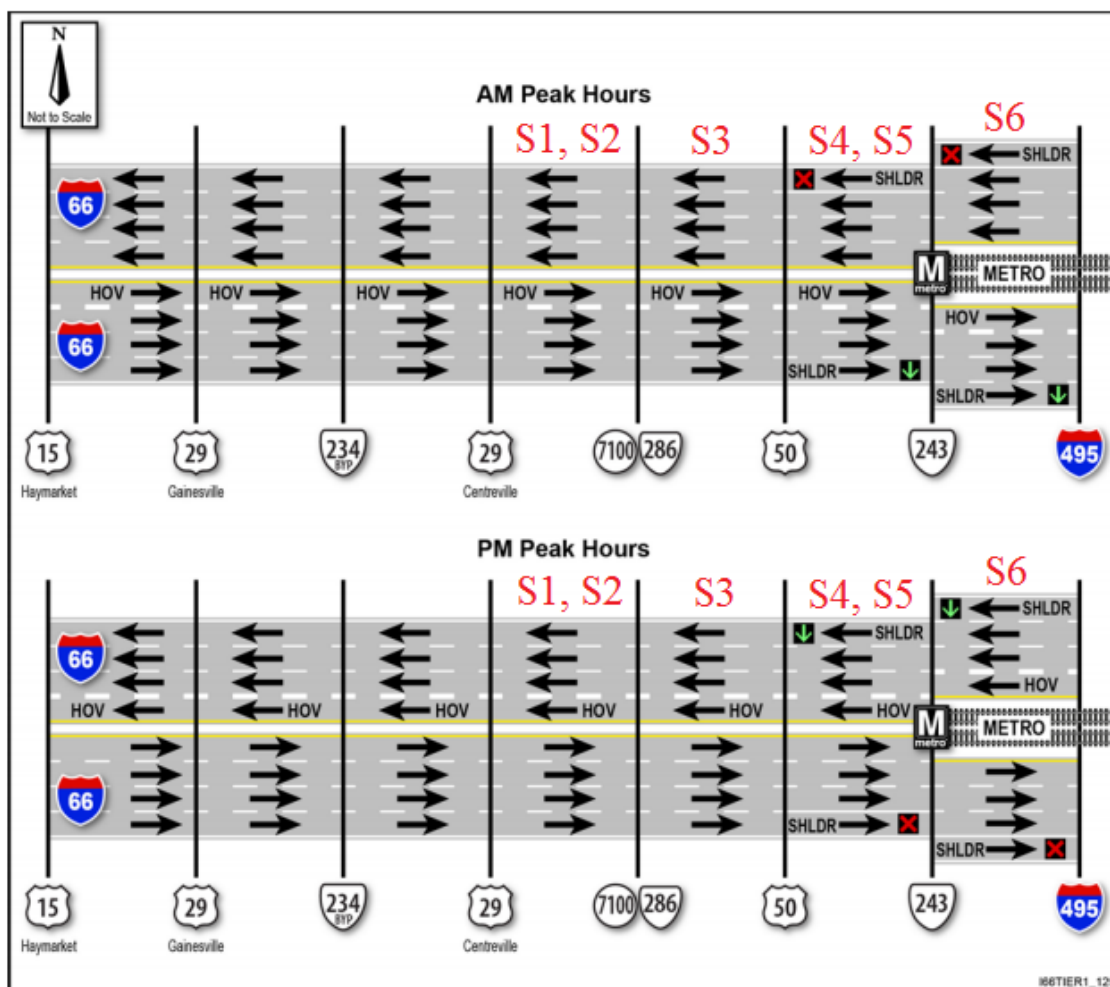 N
Not to Scale
AM Peak Hours
S1, S2 S3 S4, S5 S6
SHLDR
SHLDR
66
M metro
METRO
HOV HOV HOV HOV HOV HOV
HOV
66
SHLDR
SHLDR
15 29 234 BYP 29 7100 286 50 243 495
Haymarket Gainesville Centreville
PM Peak Hours
S1, S2 S3 S4, S5 S6
SHLDR
SHLDR
66
HOV
HOV HOV HOV HOV HOV HOV
M metro
METRO
66
SHLDR
SHLDR
15 29 234 BYP 29 7100 286 50 243 495
Haymarket Gainesville Centreville